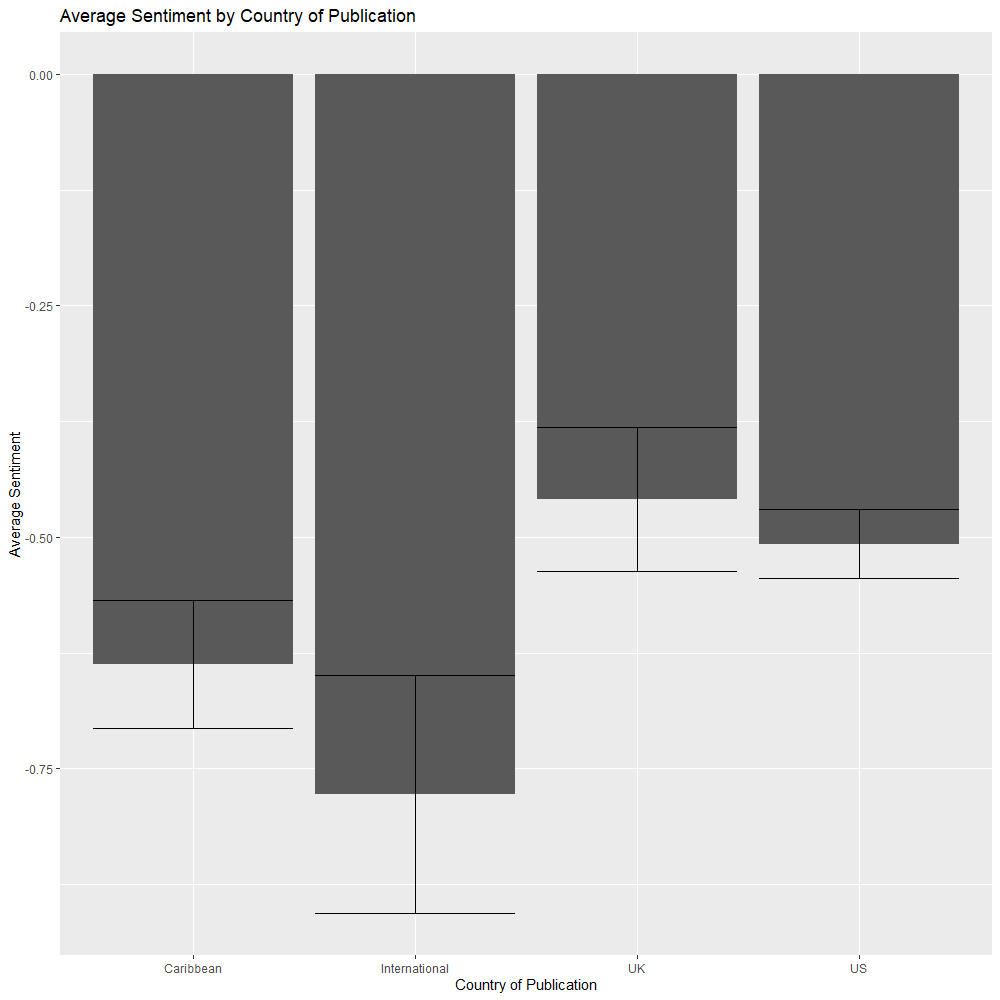 Average Sentiment by Country of Publication
0.00
-0.25
-0.50
-0.75
Average Sentiment
Caribbean
International
UK
US
Country of Publication